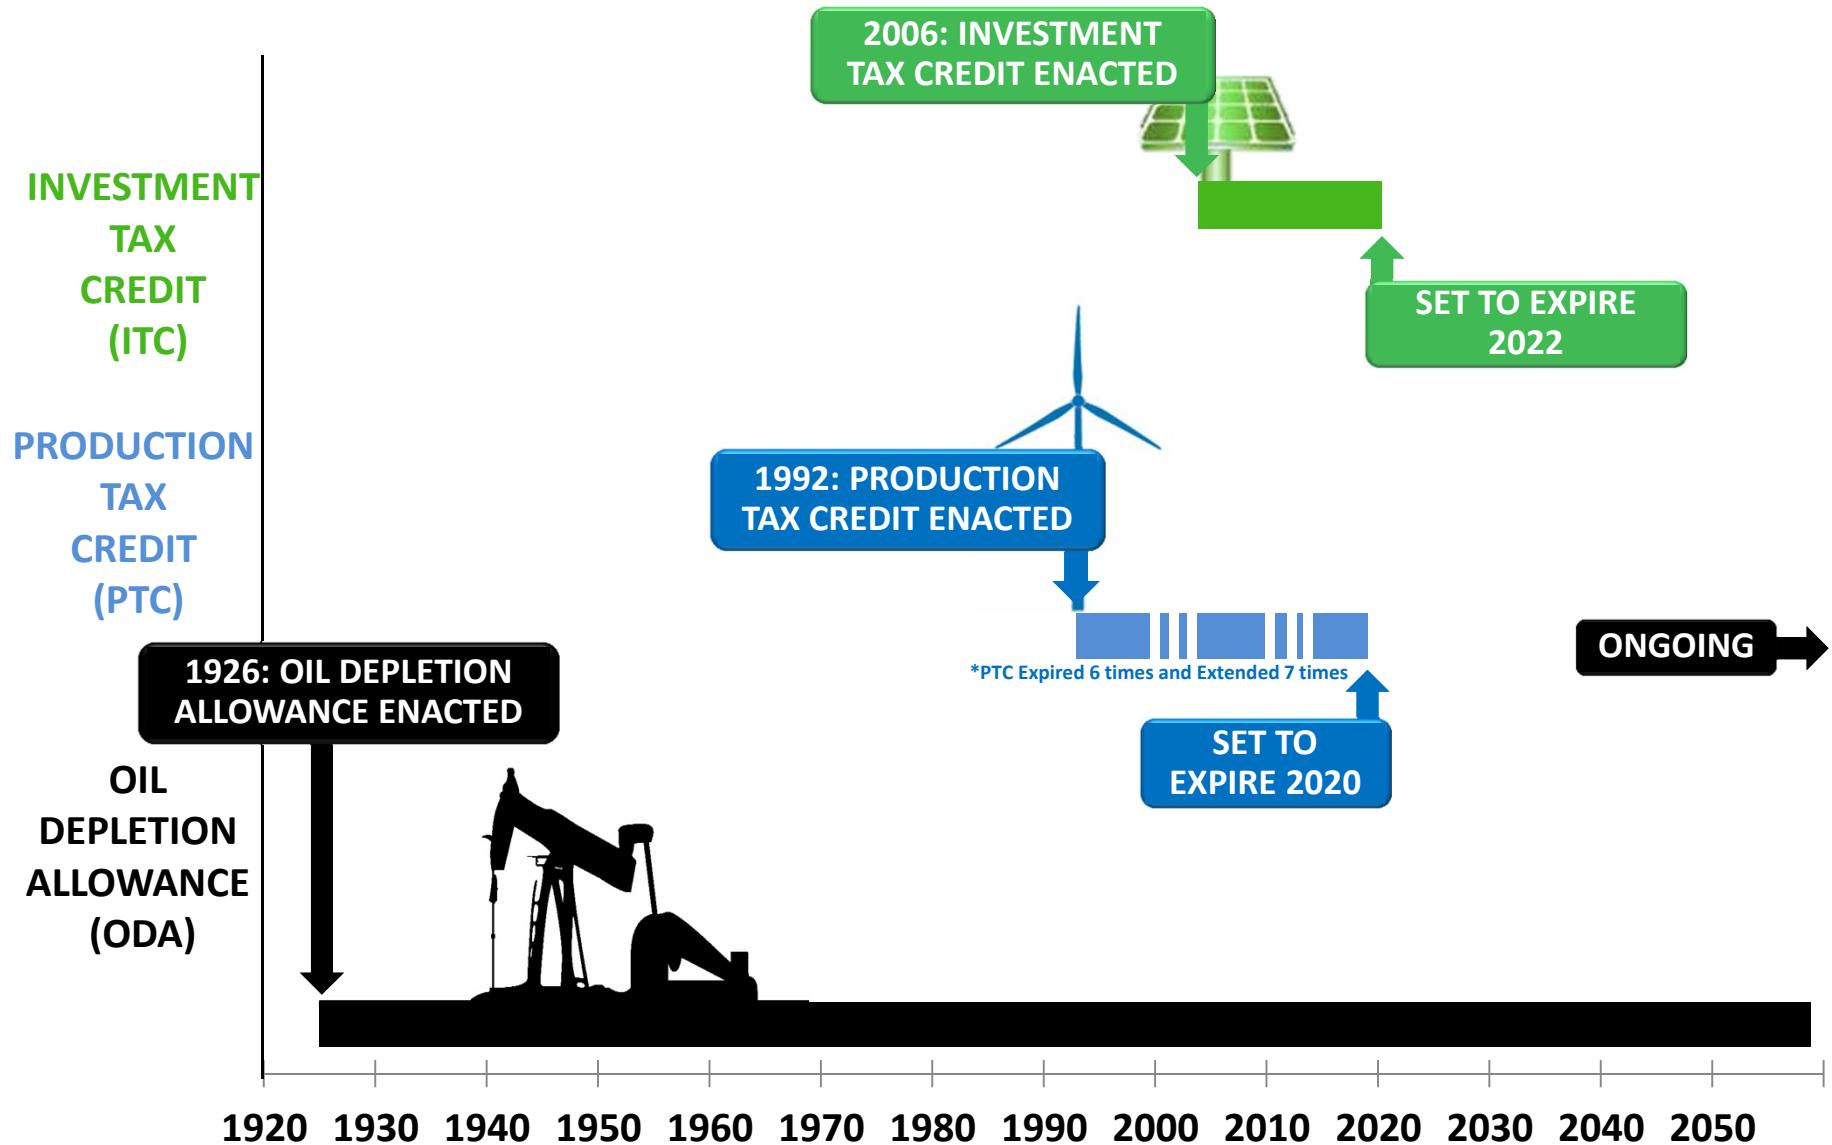 2006: INVESTMENT
TAX CREDIT ENACTED
INVESTMENT
TAX
CREDIT
(ITC)
SET TO EXPIRE
2022
PRODUCTION
TAX
CREDIT
(PTC)
1992: PRODUCTION
TAX CREDIT ENACTED
*PTC Expired 6 times and Extended 7 times
ONGOING
SET TO
EXPIRE 2020
1926: OIL DEPLETION
ALLOWANCE ENACTED
OIL
DEPLETION
ALLOWANCE
(ODA)
1920 1930 1940 1950 1960 1970 1980 1990 2000 2010 2020 2030 2040 2050